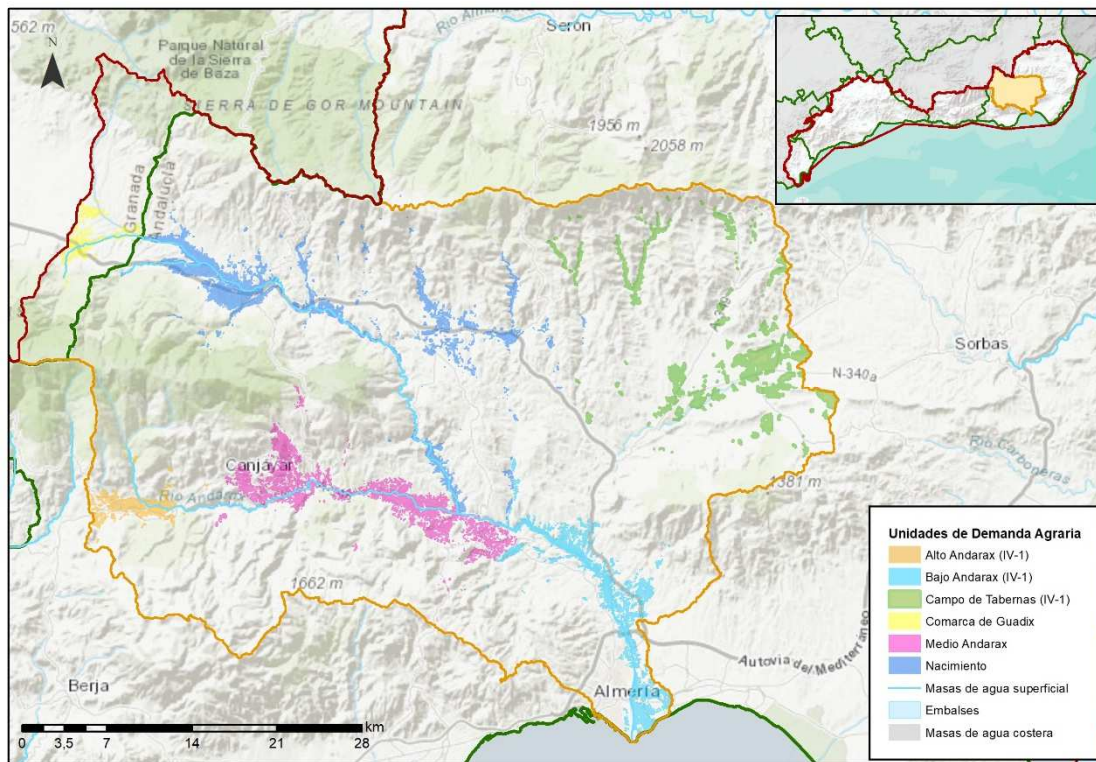 562 m
N
Parque Natural
de la Sierra
de Baza
Serón
SIERRA DE GOR MOUNTAIN
1956 m
2058 m
Granada
Andalucía
Sorbas
N-340a
Canjáyar
Río Andarax
Río Carboneras
1381 m
1662 m
Berja
Almería
Autovía del Mediterráneo
km
0 3,5 7 14 21 28
Unidades de Demanda Agraria
Alto Andarax (IV-1)
Bajo Andarax (IV-1)
Campo de Tabernas (IV-1)
Comarca de Guadix
Medio Andarax
Nacimiento
Masas de agua superficial
Embalses
Masas de agua costera